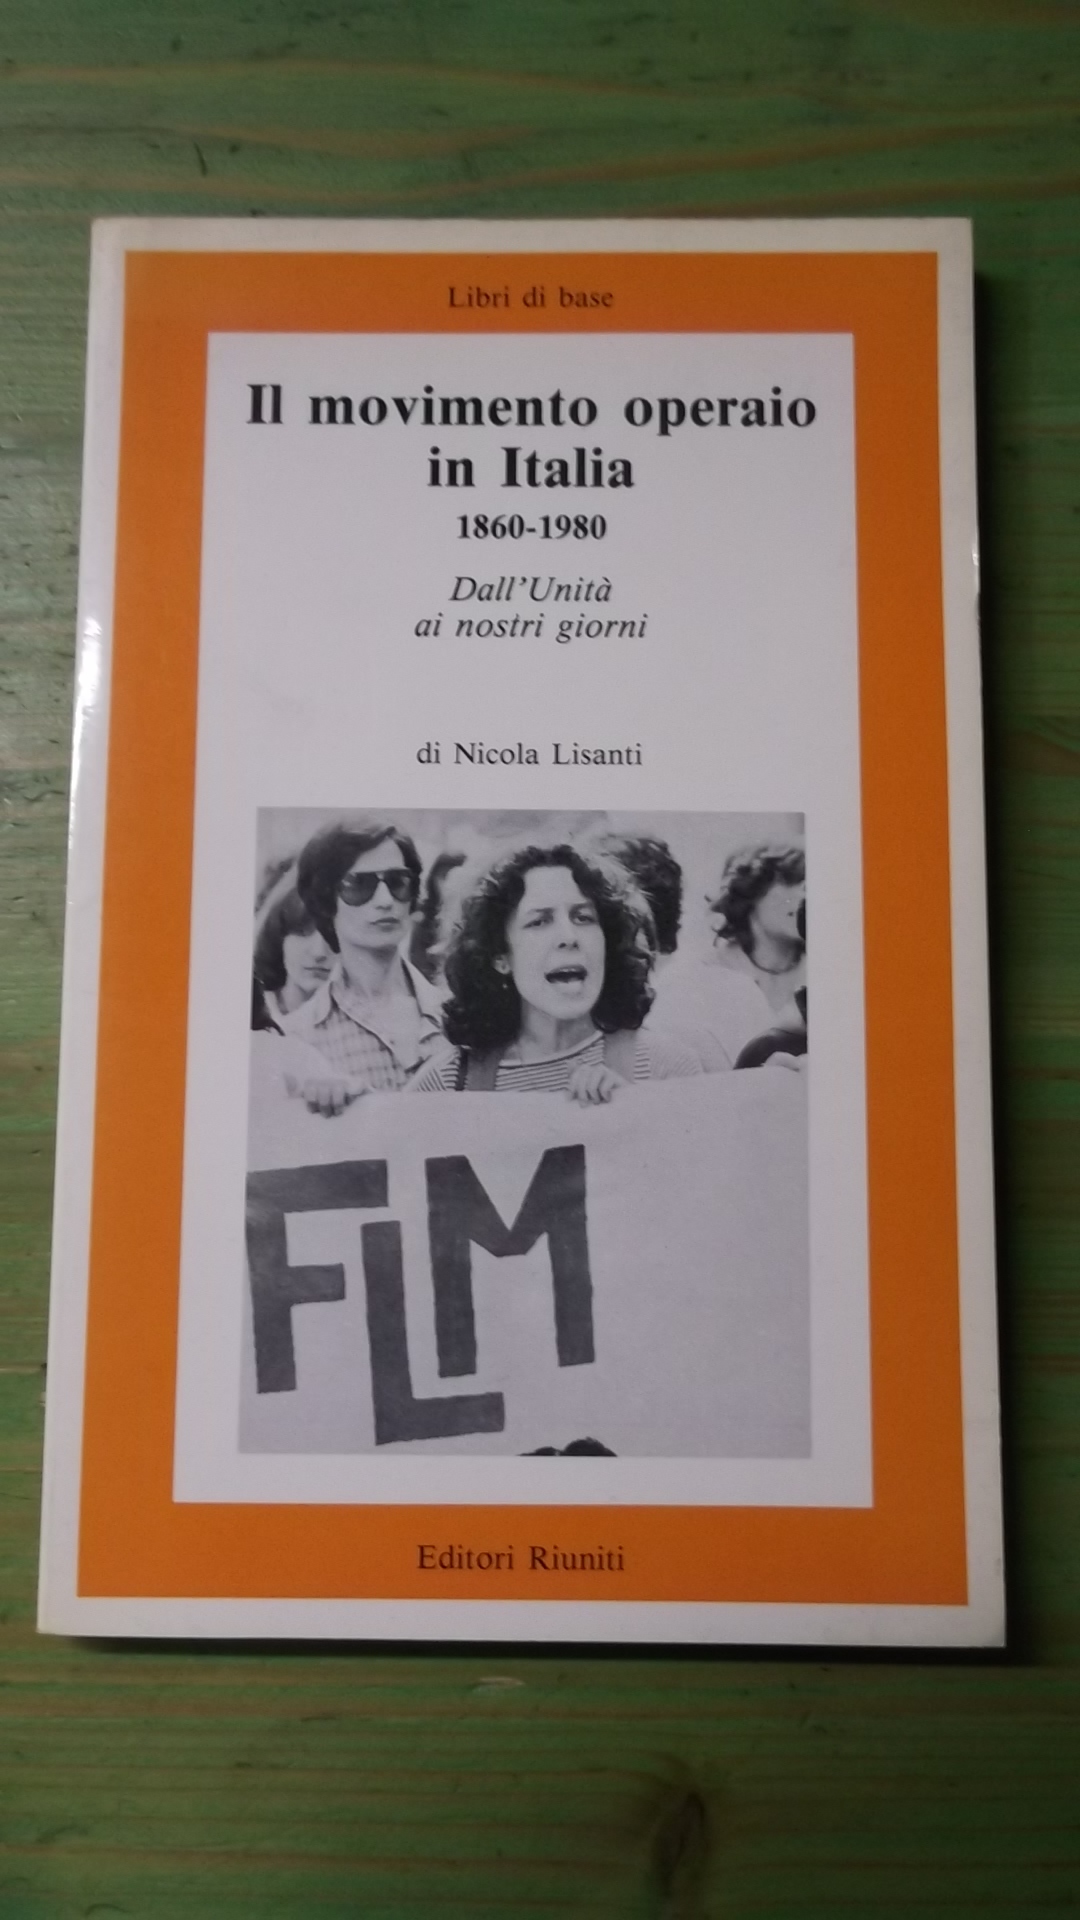 Libri di base
Il movimento operaio
in Italia
1860-1980
Dall'Unità
ai nostri giorni
di Nicola Lisanti
FLM
Editori Riuniti